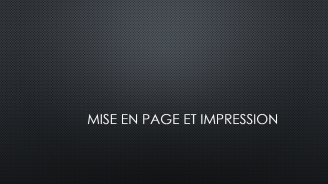 MISE EN PAGE ET IMPRESSION